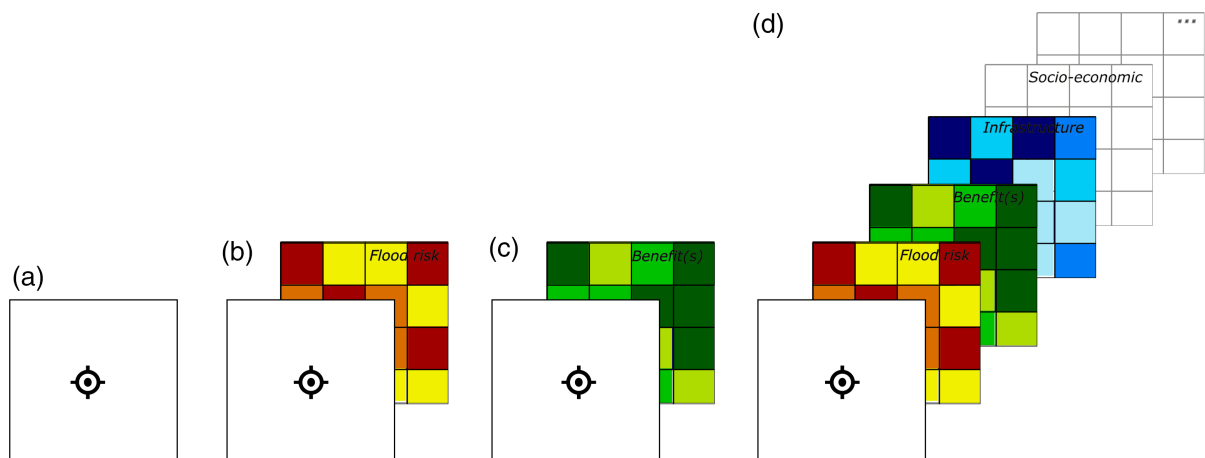 (a)
(b)
Flood risk
(c)
Benefit(s)
(d)
...
Socio-economic
Infrastructure
Benefit(s)
Flood risk